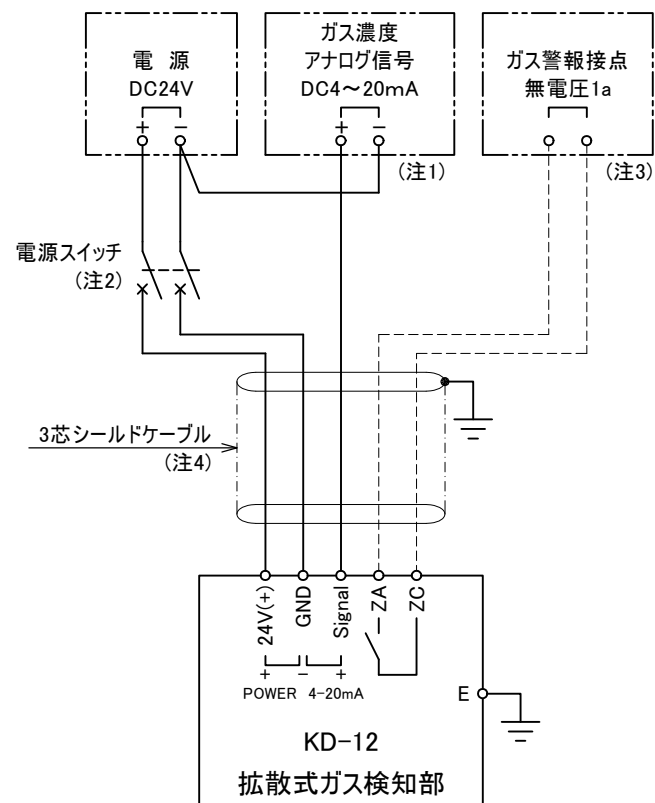 電 源
DC24V
+ −
ガス濃度
アナログ信号
DC4～20mA
+ −
(注1)
ガス警報接点
無電圧1a
(注3)
電源スイッチ
(注2)
3芯シールドケーブル
(注4)
24V(+)
GND
Signal
ZA
ZC
+ − +
POWER 4-20mA
E
KD-12
拡散式ガス検知部